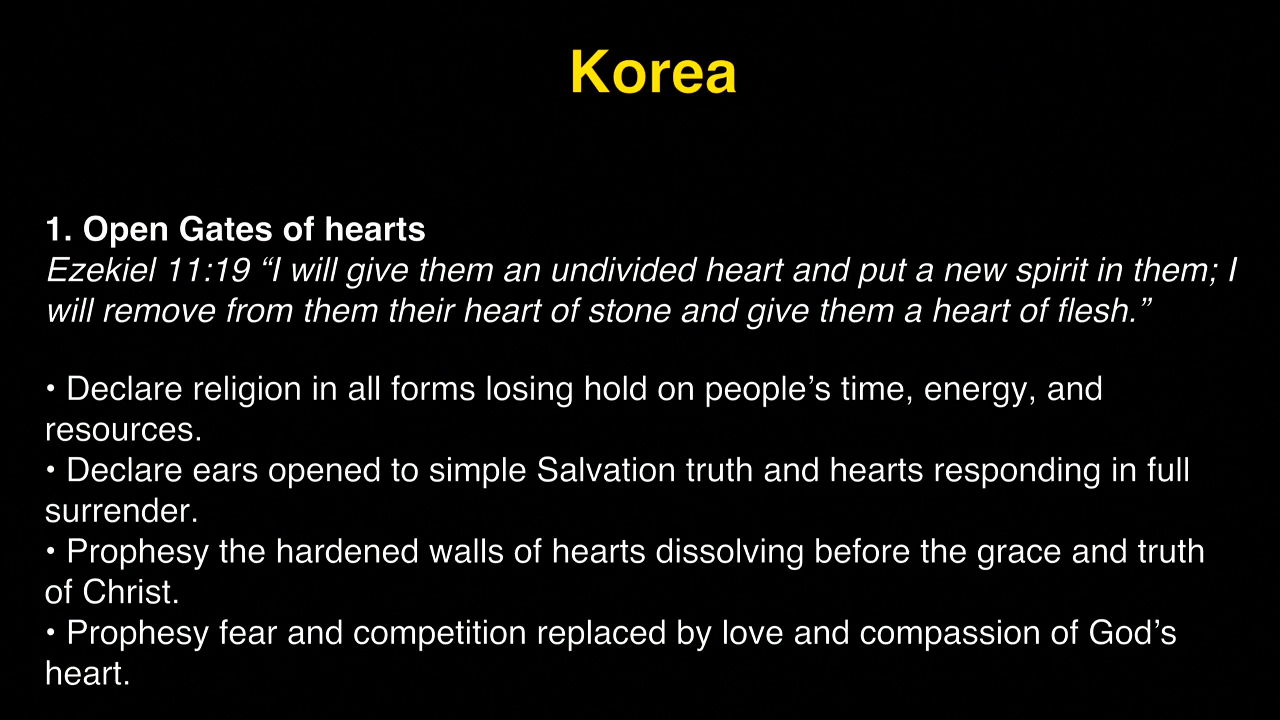 Korea
1. Open Gates of hearts
Ezekiel 11:19 “I will give them an undivided heart and put a new spirit in them; I
will remove from them their heart of stone and give them a heart of flesh.”
• Declare religion in all forms losing hold on people’s time, energy, and
resources.
• Declare ears opened to simple Salvation truth and hearts responding in full
surrender.
• Prophesy the hardened walls of hearts dissolving before the grace and truth
of Christ.
• Prophesy fear and competition replaced by love and compassion of God’s
heart.